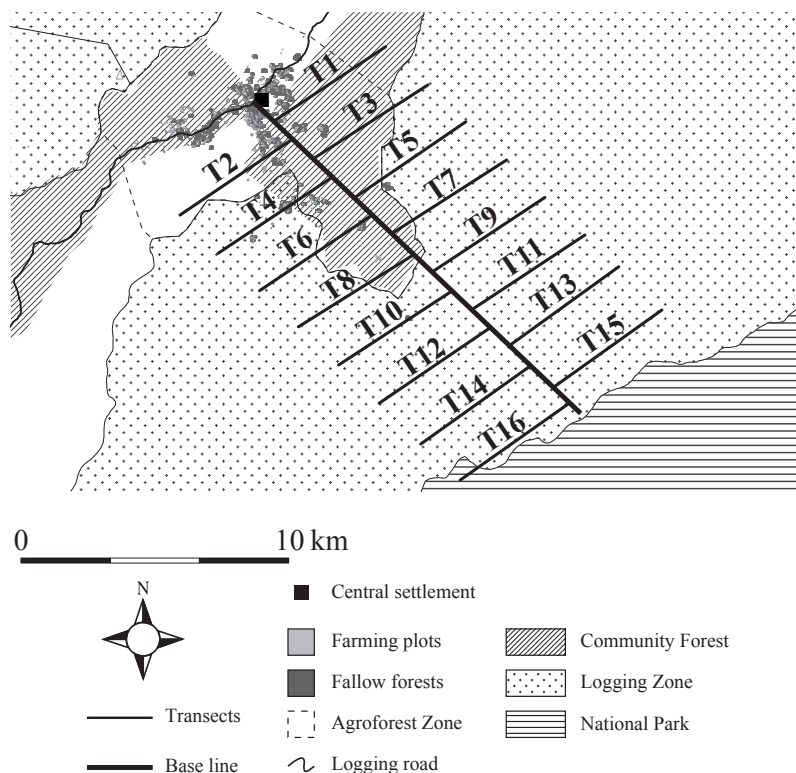 T1
T3
T2
T5
T4
T7
T6
T9
T8
T11
T10
T13
T12
T15
T14
T16
0 10 km
N
Central settlement
Farming plots
Community Forest
Fallow forests
Logging Zone
Transects
Agroforest Zone
National Park
Base line
Logging road